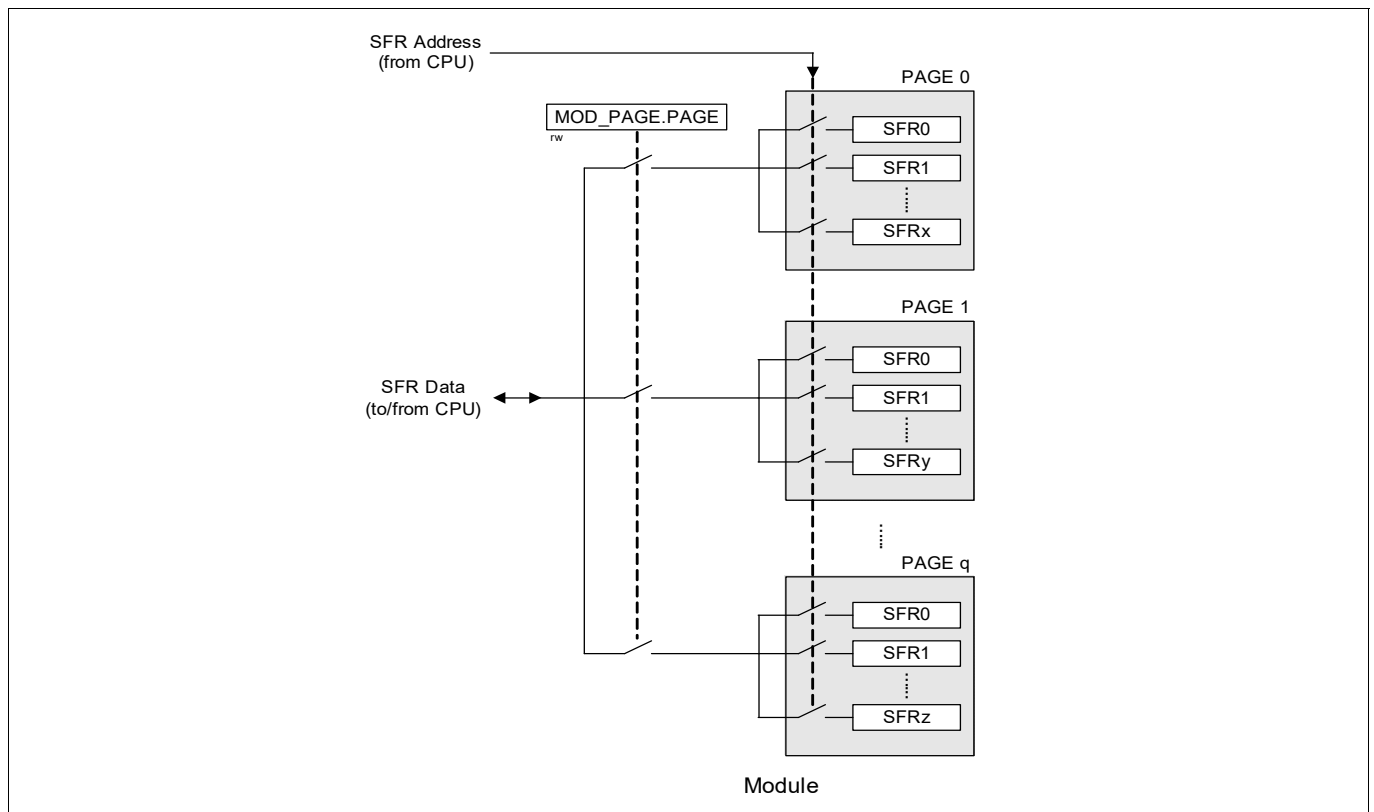 SFR Address
(from CPU)
PAGE 0
MOD_PAGE.PAGE
rw
SFR0
SFR1
SFRx
PAGE 1
SFR0
SFR1
SFRy
SFR Data
(to/from CPU)
PAGE q
SFR0
SFR1
SFRz
Module